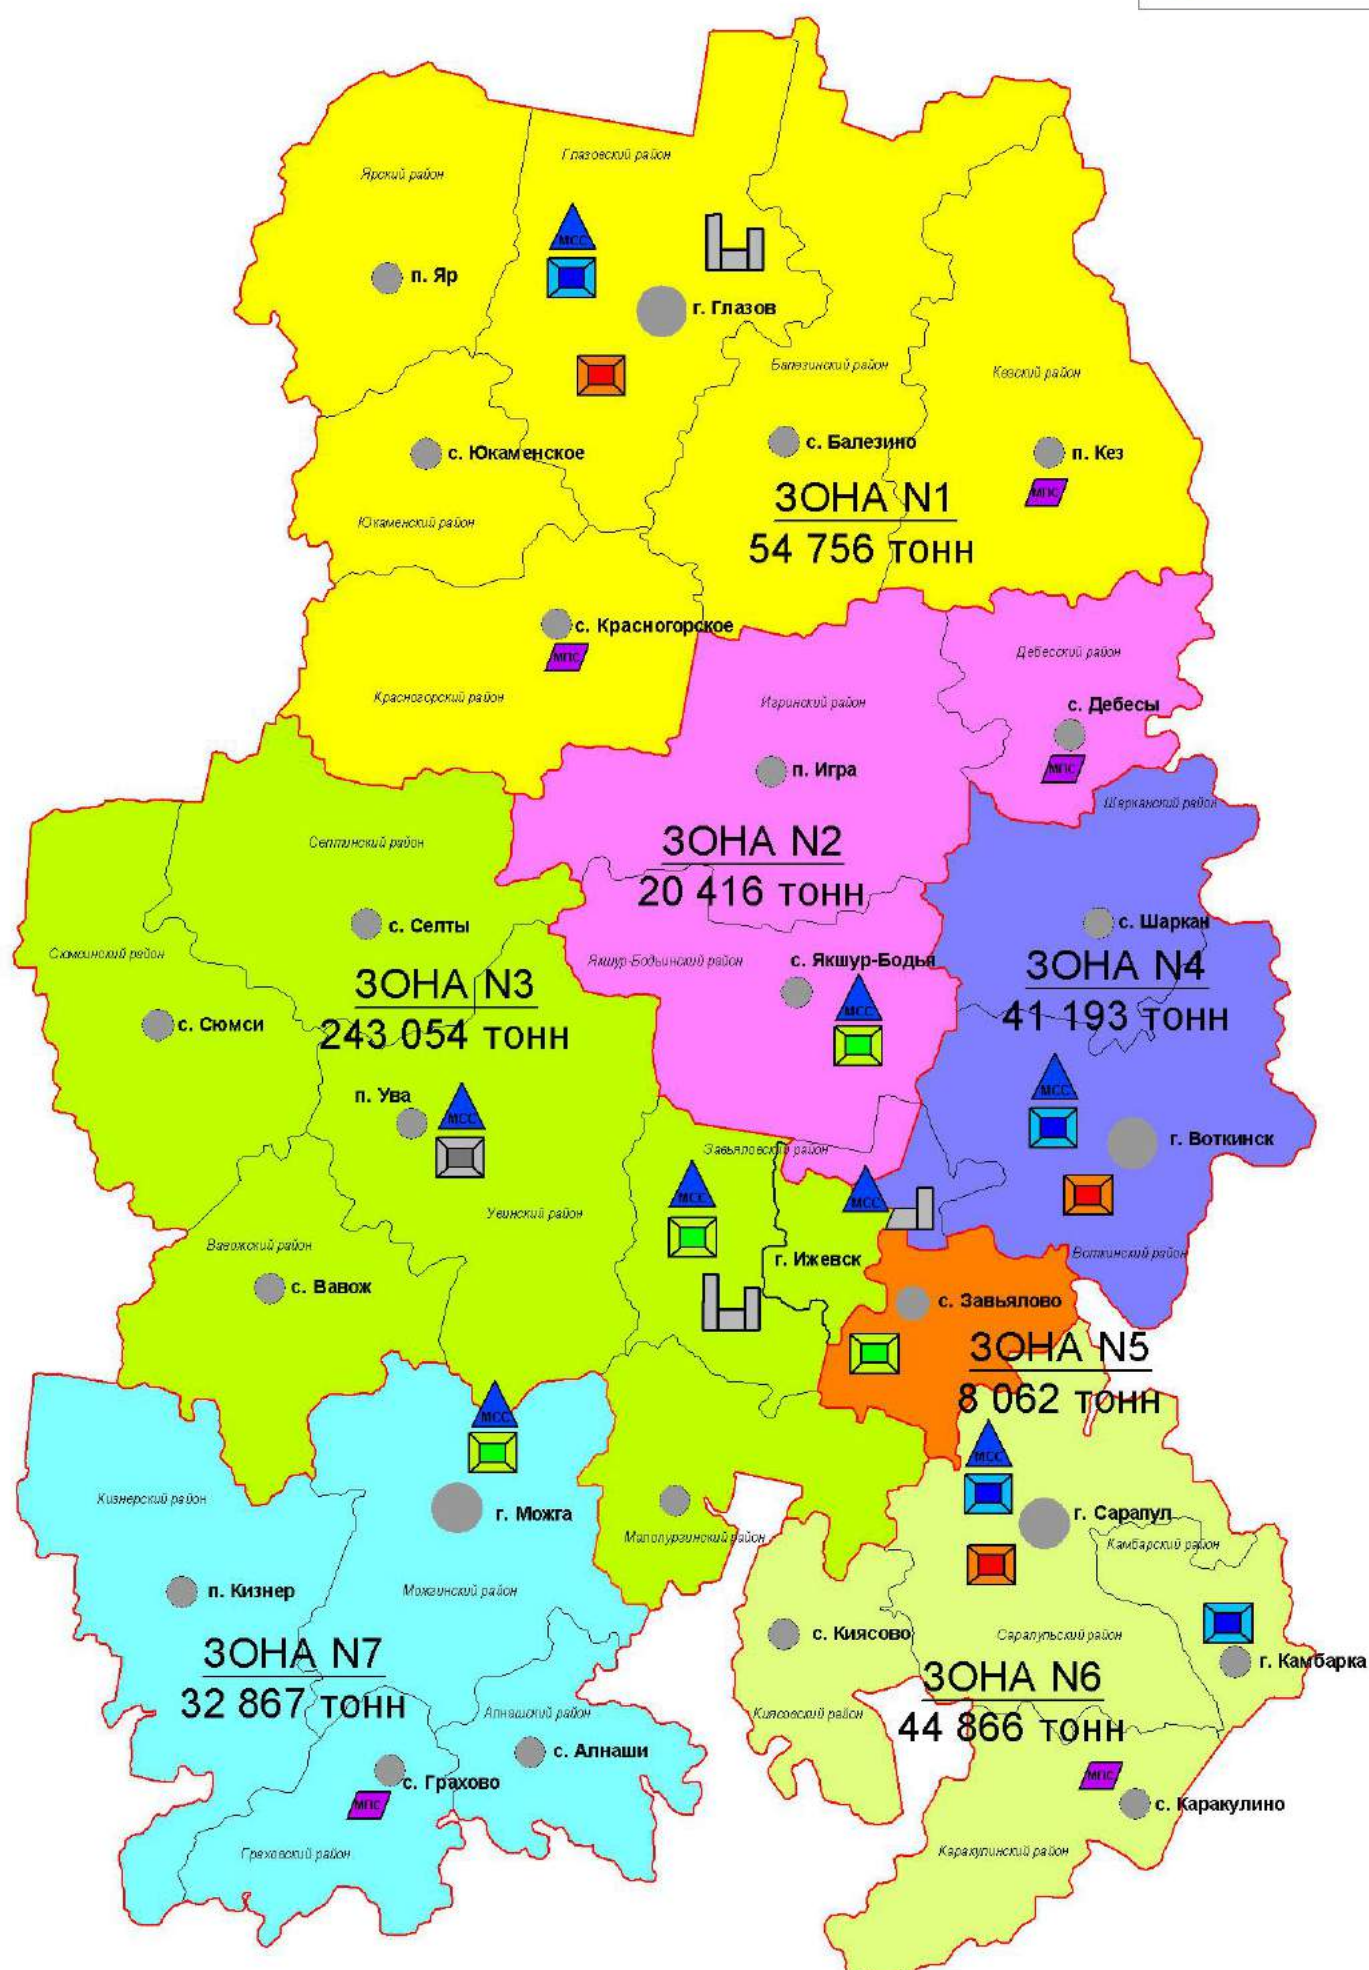 Глазовский район
Ярский район
МСС
п. Яр
г. Глазов
Балезинский район
Кезский район
с. Балезино
с. Юкаменское
п. Кез
МПС
ЗОНА N1
Юкаменский район
54 756 тонн
с. Красногорское
МПС
Дебесский район
Красногорский район
Игринский район
с. Дебесы
п. Игра
МПС
Шарканский район
Селтинский район
ЗОНА N2
20 416 тонн
с. Селты
с. Шаркан
Сюмсинский район
Якшур-Бодьинский район
с. Якшур-Бодья
ЗОНА N4
ЗОНА N3
МСС
41 193 тонн
с. Сюмси
243 054 тонн
п. Ува
МСС
МСС
г. Воткинск
Завьяловский район
МСС
МСС
Увинский район
Вавожский район
Воткинский район
г. Ижевск
с. Вавож
с. Завьялово
ЗОНА N5
8 062 тонн
МСС
МСС
Кизнерский район
г. Можга
г. Сарапул
Малопургинский район
Камбарский район
п. Кизнер
Можгинский район
с. Киясово
Сарапульский район
ЗОНА N7
г. Камбарка
ЗОНА N6
32 867 тонн
Алнашский район
Киясовский район
44 866 тонн
с. Алнаши
с. Грахово
МПС
МПС
с. Каракулино
Граховский район
Каракулинский район